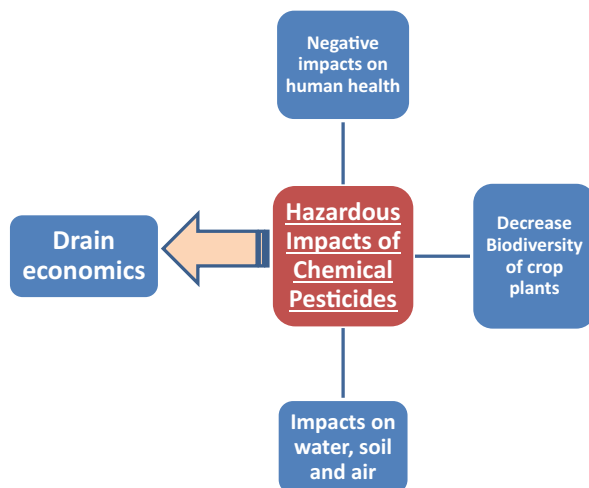 Negative
impacts on
human health
Drain
economics
Hazardous
Impacts of
Chemical
Pesticides
Decrease
Biodiversity
of crop
plants
Impacts on
water, soil
and air